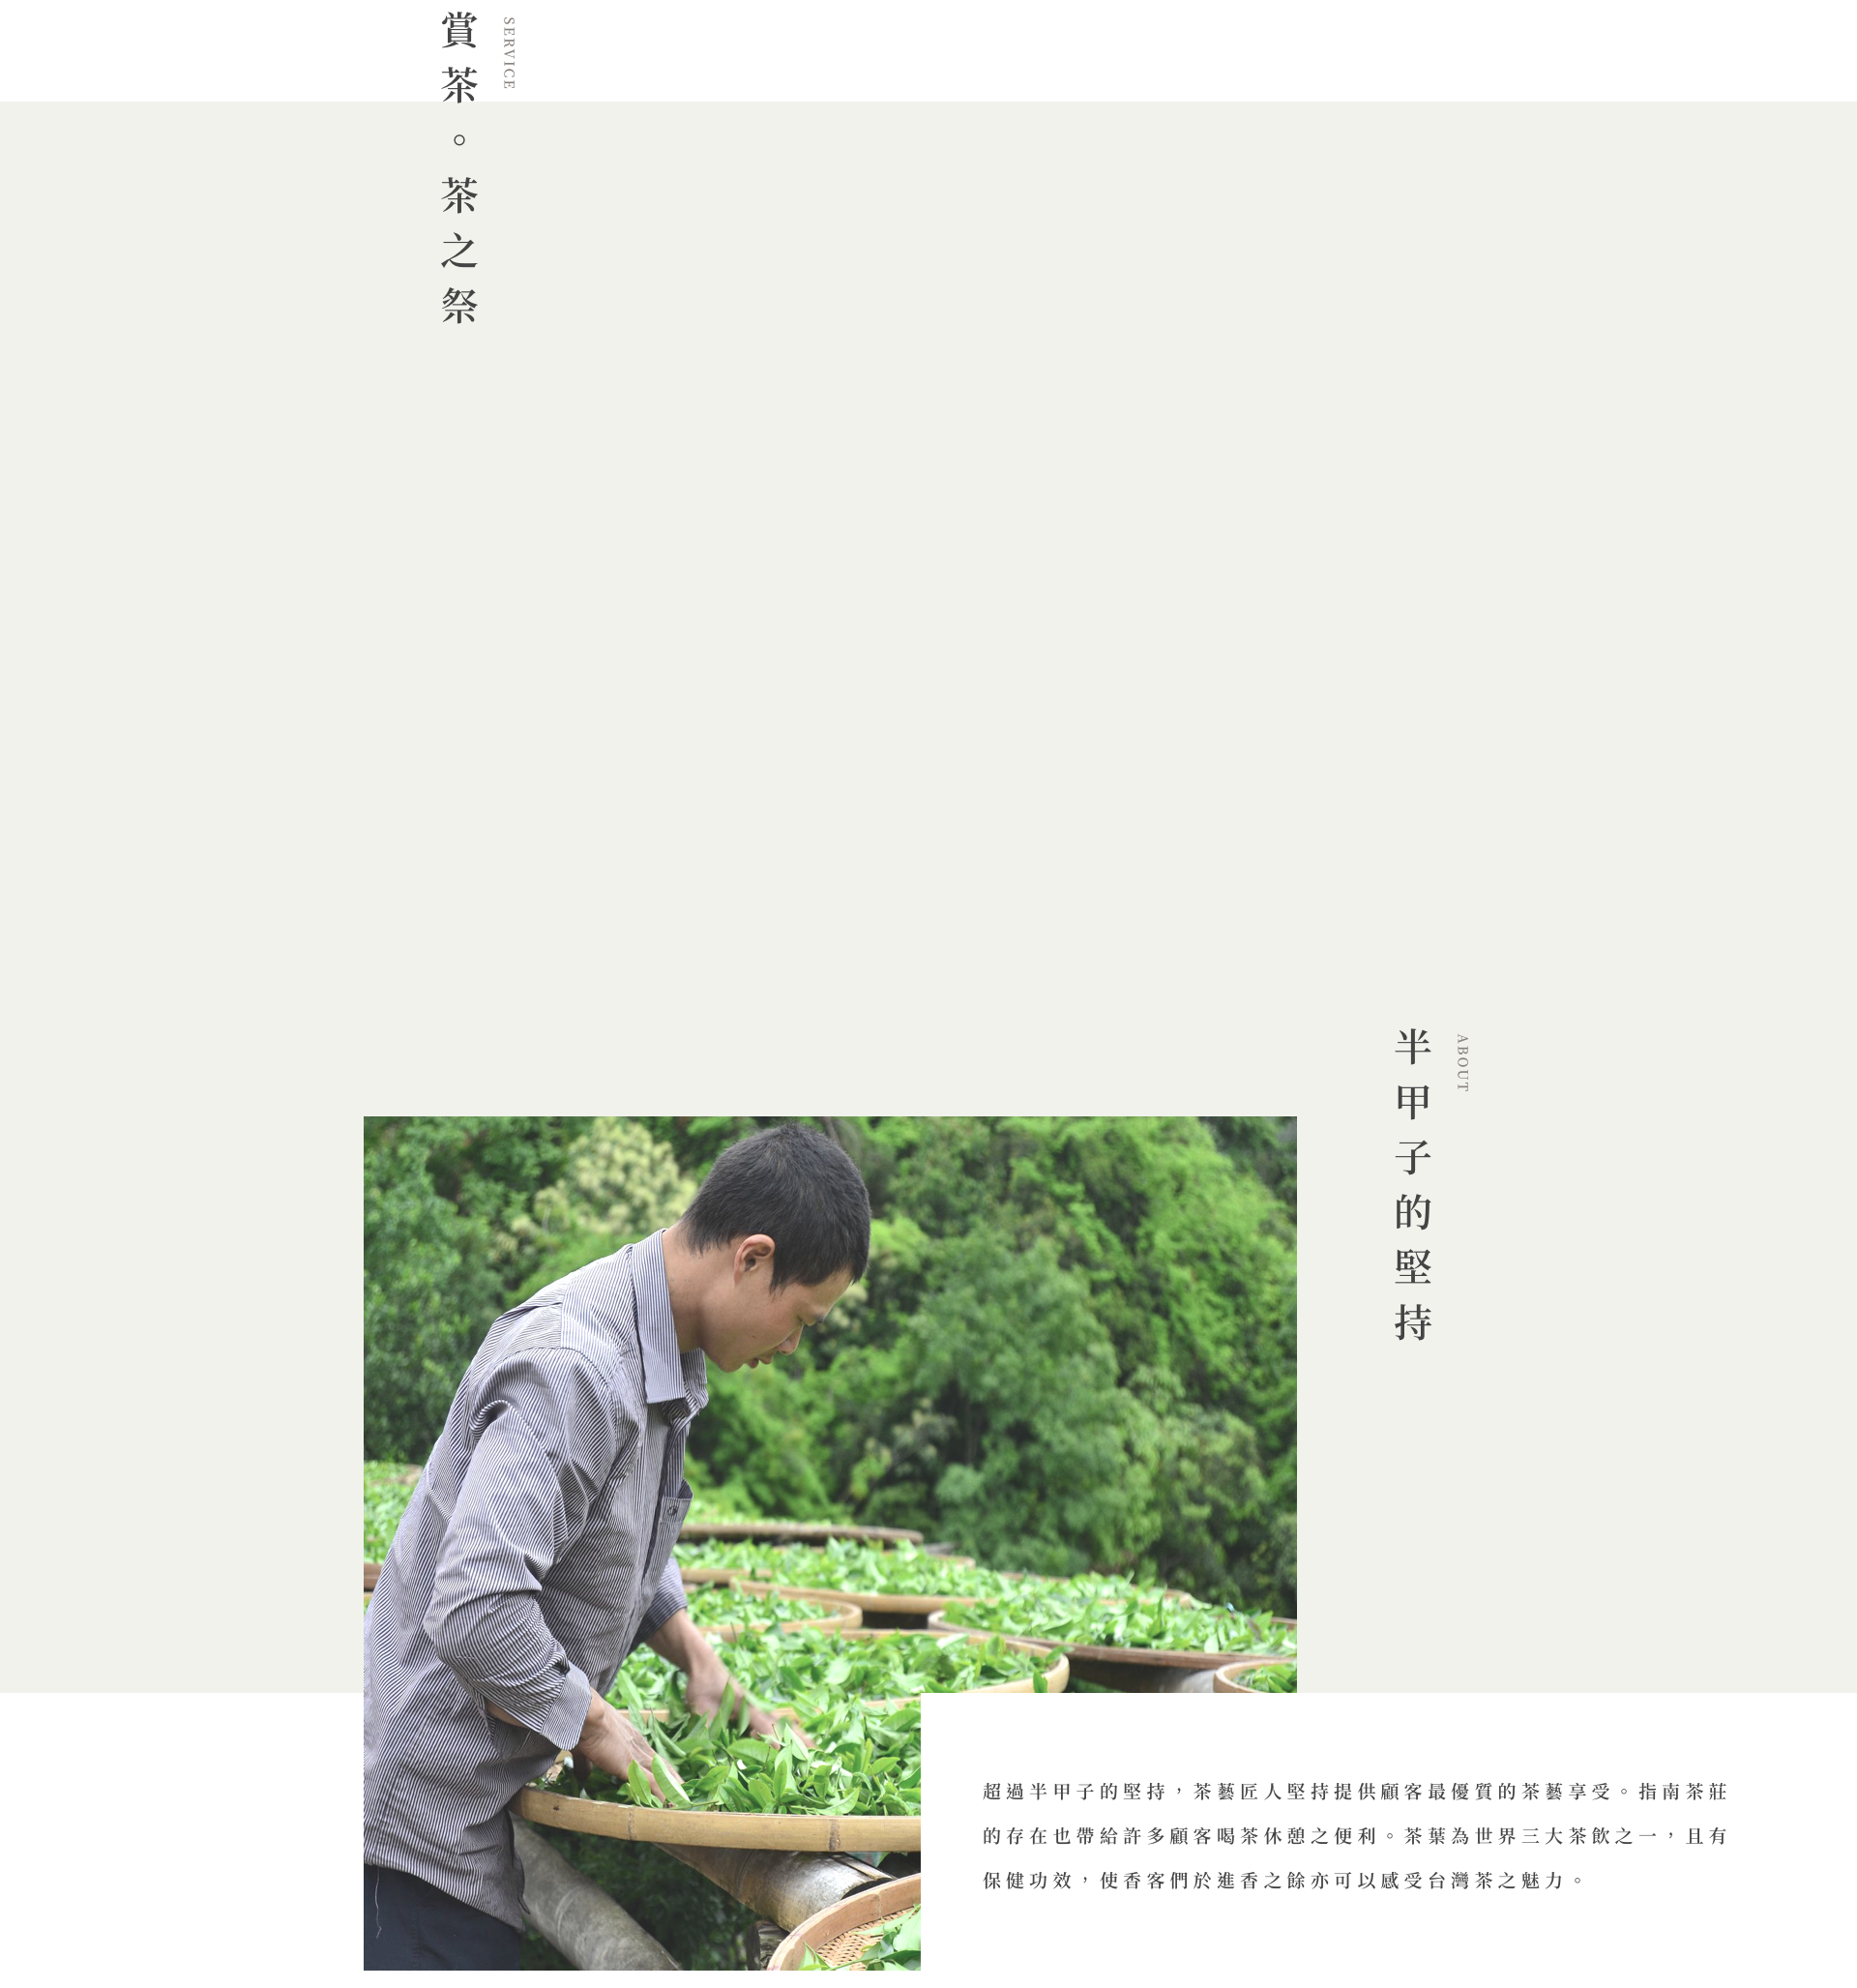 SERVICE
賞茶。茶之祭
ABOUT
半甲子的堅持
超過半甲子的堅持，茶藝匠人堅持提供顧客最優質的茶藝享受。指南茶莊
的存在也帶給許多顧客喝茶休憩之便利。茶葉為世界三大茶飲之一，且有
保健功效，使香客們於進香之餘亦可以感受台灣茶之魅力。